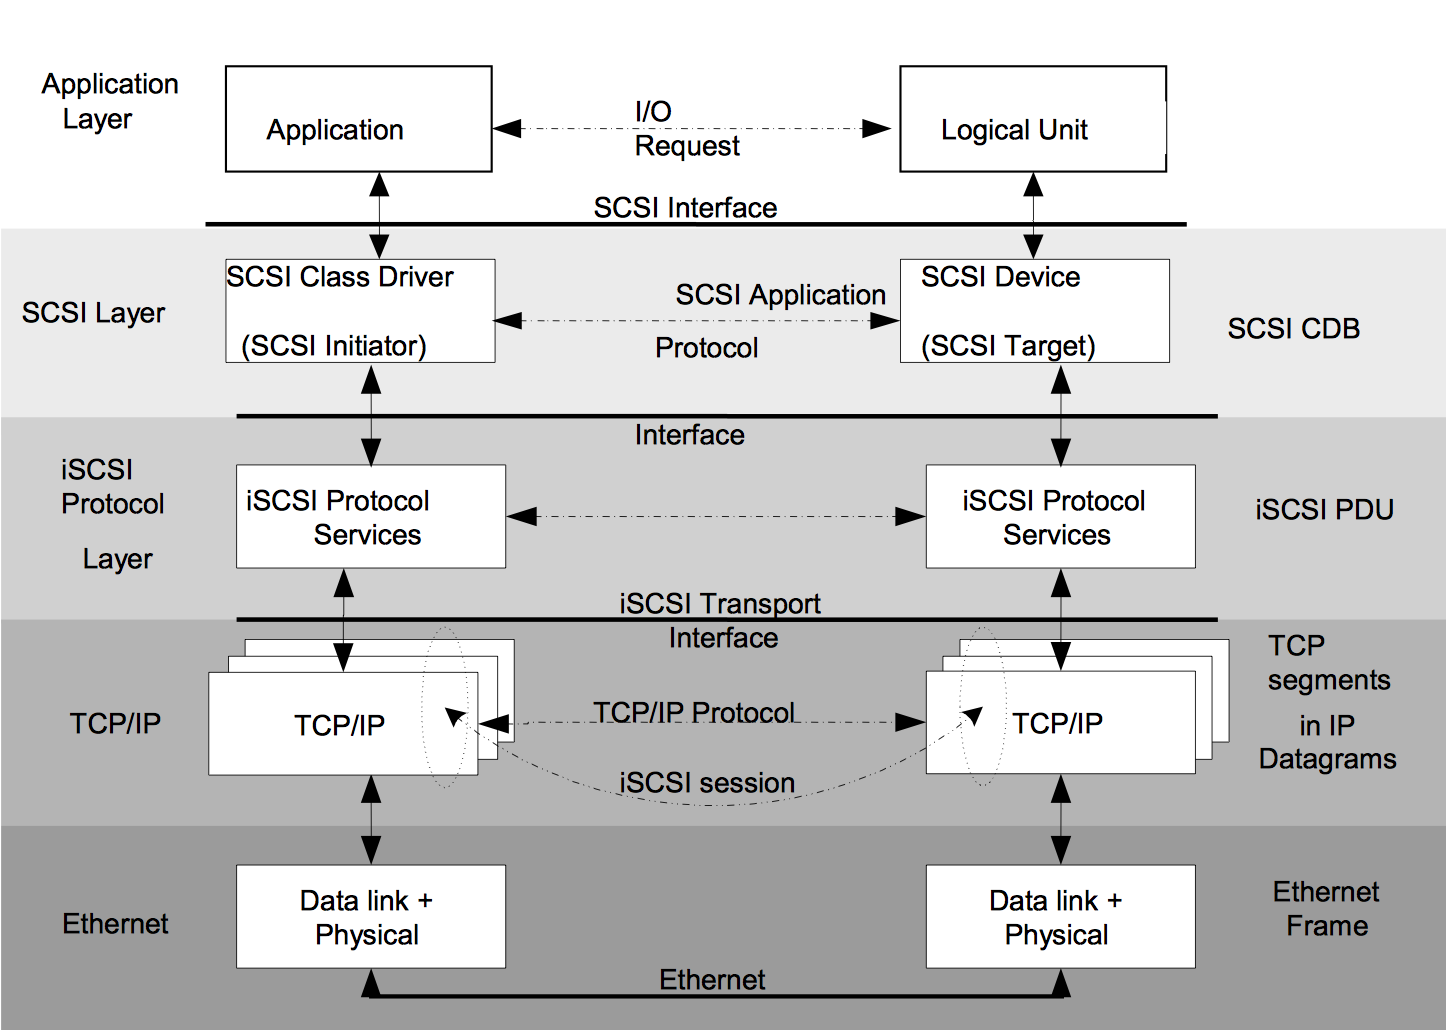 Application
Layer
Application
I/O
Request
Logical Unit
SCSI Interface
SCSI Layer
SCSI Class Driver
(SCSI Initiator)
SCSI Application
Protocol
SCSI Device
(SCSI Target)
SCSI CDB
Interface
iSCSI
Protocol
Layer
iSCSI Protocol
Services
iSCSI Protocol
Services
iSCSI PDU
iSCSI Transport
Interface
TCP/IP
TCP/IP
TCP/IP Protocol
iSCSI session
TCP/IP
TCP
segments
in IP
Datagrams
Ethernet
Data link +
Physical
Data link +
Physical
Ethernet
Frame
Ethernet